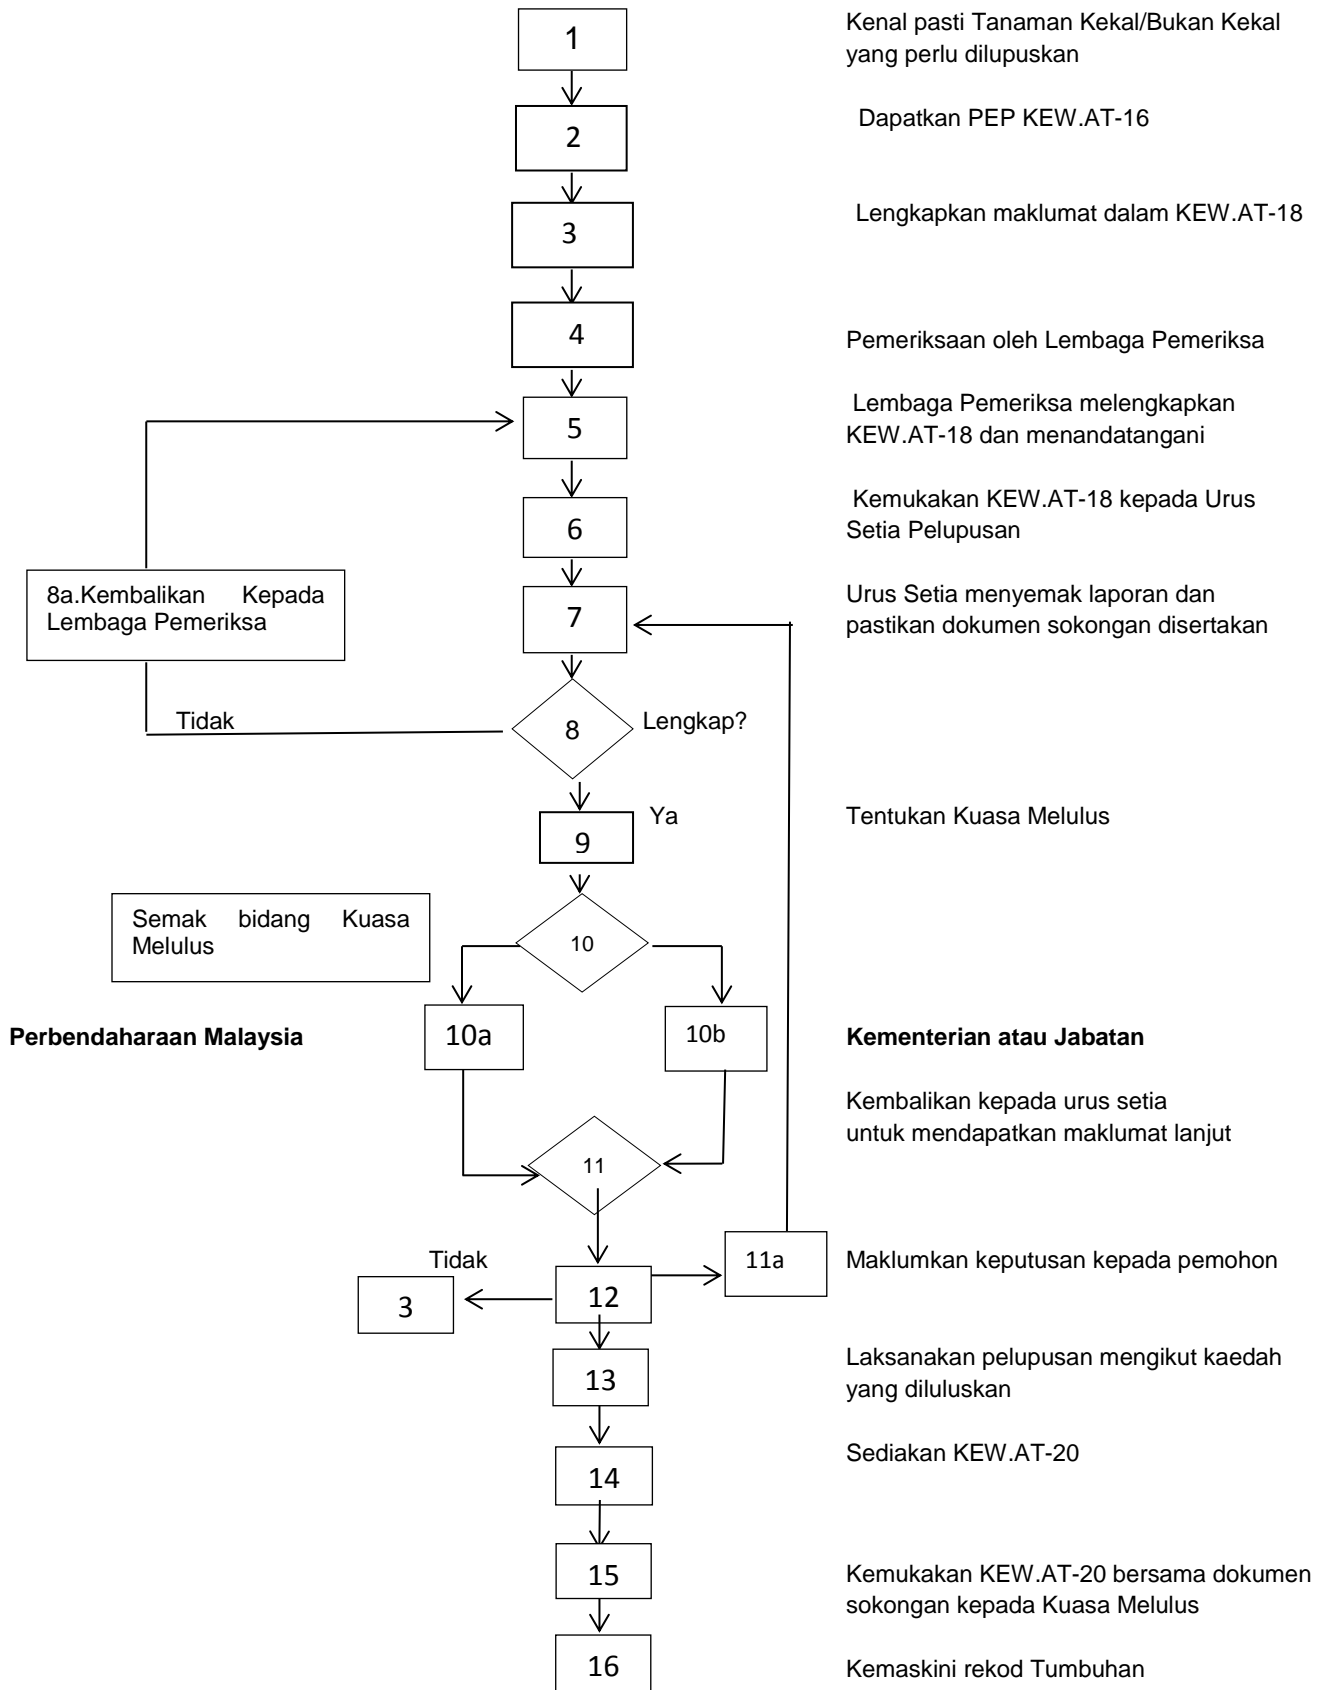 1
Kenal pasti Tanaman Kekal/Bukan Kekal
yang perlu dilupuskan
2
Dapatkan PEP KEW.AT-16
3
Lengkapkan maklumat dalam KEW.AT-18
4
Pemeriksaan oleh Lembaga Pemeriksa
5
Lembaga Pemeriksa melengkapkan
KEW.AT-18 dan menandatangani
6
Kemukakan KEW.AT-18 kepada Urus
Setia Pelupusan
8a.Kembalikan Kepada
Lembaga Pemeriksa
7
Urus Setia menyemak laporan dan
pastikan dokumen sokongan disertakan
Tidak
8
Lengkap?
9
Ya
Tentukan Kuasa Melulus
Semak bidang Kuasa
Melulus
10
Perbendaharaan Malaysia
10a
10b
Kementerian atau Jabatan
Kembalikan kepada urus setia
untuk mendapatkan maklumat lanjut
11
Tidak
11a
Maklumkan keputusan kepada pemohon
3
12
13
Laksanakan pelupusan mengikut kaedah
yang diluluskan
14
Sediakan KEW.AT-20
15
Kemukakan KEW.AT-20 bersama dokumen
sokongan kepada Kuasa Melulus
16
Kemaskini rekod Tumbuhan